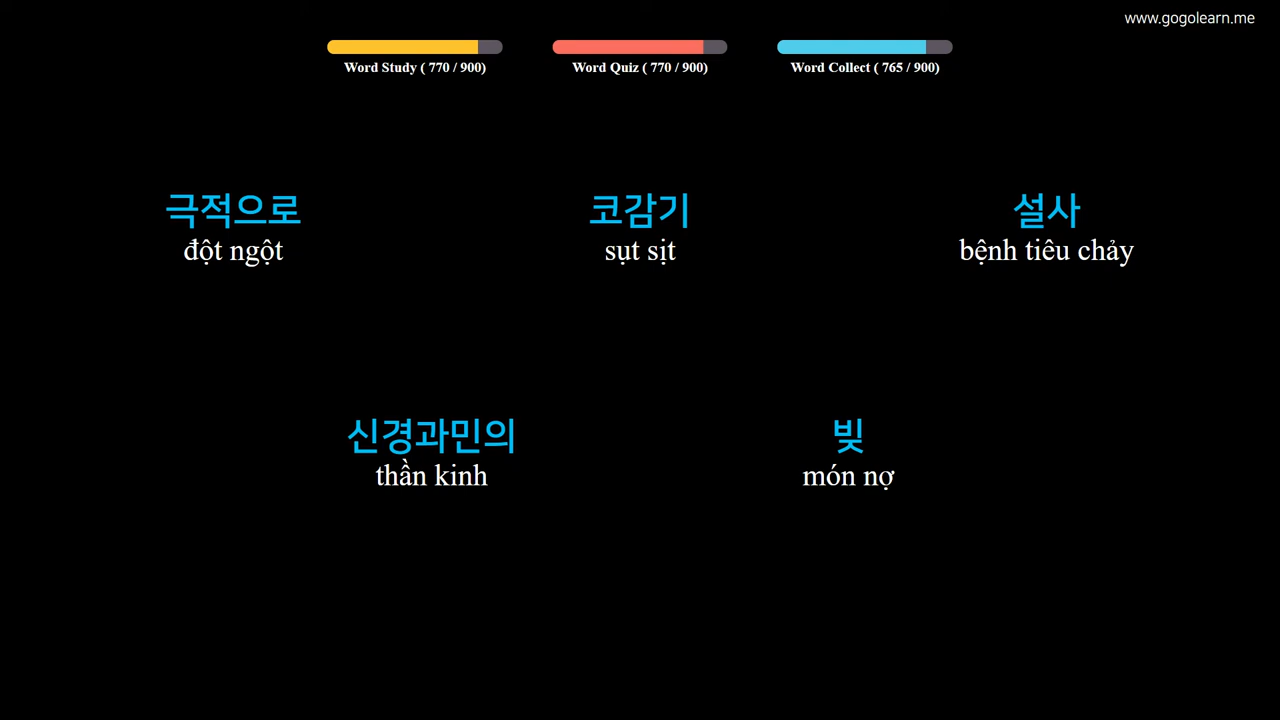 www.gogolearn.me
Word Study ( 770 / 900)
Word Quiz ( 770 / 900)
Word Collect ( 765 / 900)
극적으로
đột ngột
코감기
sụt sịt
설사
bệnh tiêu chảy
신경과민의
thần kinh
빚
món nợ